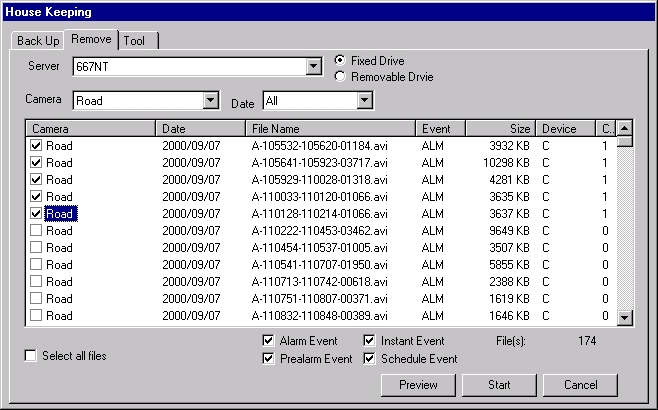 House Keeping
Back Up Remove Tool
Server 667NT Fixed Drive
Removable Drvie
Camera Road Date All
Camera Date File Name Event Size Device C..
Road 2000/09/07 A-105532-105620-01184.avi ALM 3932 KB C 1
Road 2000/09/07 A-105641-105923-03717.avi ALM 10298 KB C 1
Road 2000/09/07 A-105929-110028-01318.avi ALM 4281 KB C 1
Road 2000/09/07 A-110033-110120-01066.avi ALM 3635 KB C 1
Road 2000/09/07 A-110128-110214-01066.avi ALM 3637 KB C 1
Road 2000/09/07 A-110222-110453-03462.avi ALM 9649 KB C 0
Road 2000/09/07 A-110454-110537-01005.avi ALM 3507 KB C 0
Road 2000/09/07 A-110541-110707-01950.avi ALM 5855 KB C 0
Road 2000/09/07 A-110713-110742-00618.avi ALM 2388 KB C 0
Road 2000/09/07 A-110751-110807-00371.avi ALM 1619 KB C 0
Road 2000/09/07 A-110832-110848-00389.avi ALM 1646 KB C 0
Alarm Event Instant Event File(s): 174
Select all files Prealarm Event Schedule Event
Preview Start Cancel